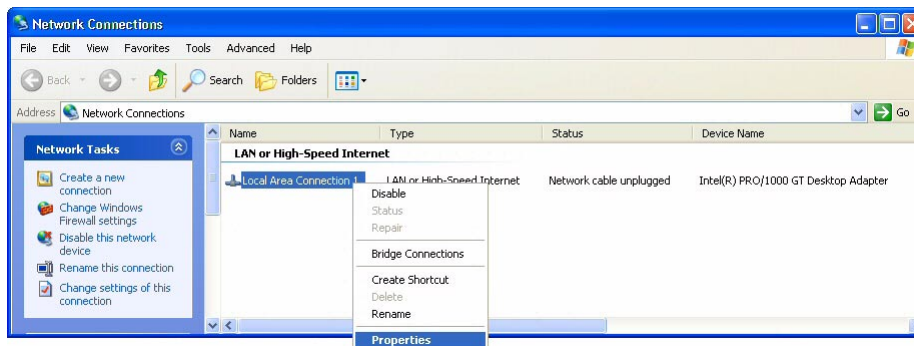 Network Connections
File Edit View Favorites Tools Advanced Help
Back Search Folders
Address Network Connections Go
Name Type Status Device Name
Network Tasks
LAN or High-Speed Internet
Create a new
connection
Change Windows
Firewall settings
Disable this network
device
Rename this connection
Change settings of this
connection
Local Area Connection 1 LAN or High-Speed Internet Network cable unplugged Intel(R) PRO/1000 GT Desktop Adapter
Disable
Status
Repair
Bridge Connections
Create Shortcut
Delete
Rename
Properties